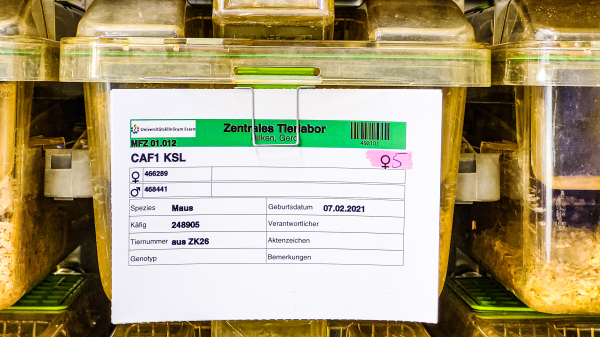 Universitätsklinikum Essen
Zentrales Tierlabor
MFZ 01.012
492101
CAF1 KSL
♀ 5
♀ 466289
♂ 468441
Spezies Maus Geburtsdatum 07.02.2021
Käfig 248905 Verantwortlicher
Tiernummer aus ZK26 Aktenzeichen
Genotyp Bemerkungen